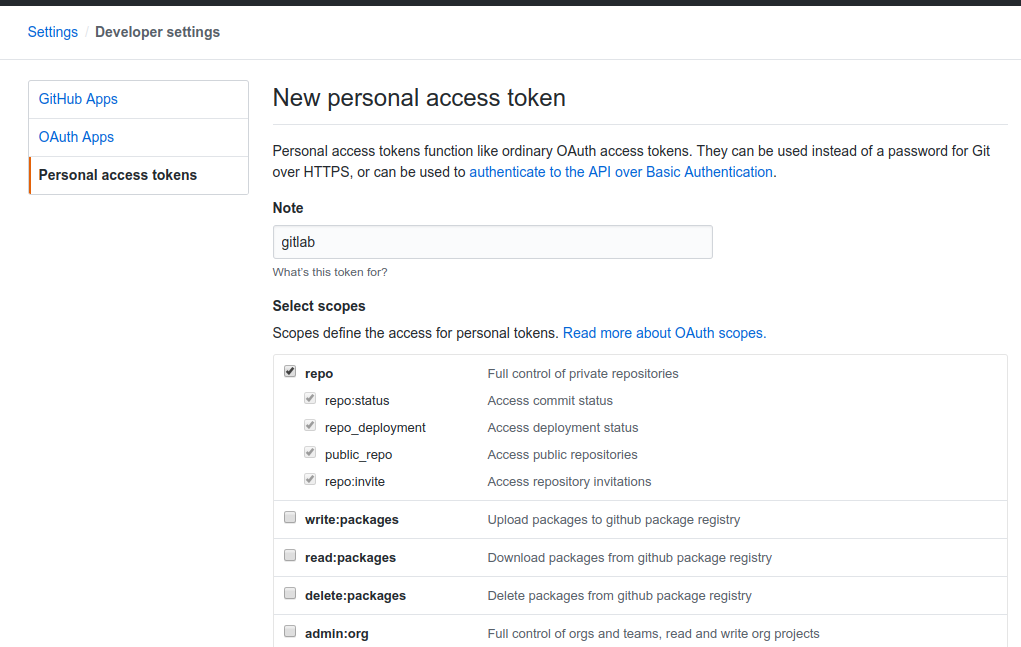 Settings / Developer settings
GitHub Apps
OAuth Apps
Personal access tokens
New personal access token
Personal access tokens function like ordinary OAuth access tokens. They can be used instead of a password for Git
over HTTPS, or can be used to authenticate to the API over Basic Authentication.
Note
gitlab
What's this token for?
Select scopes
Scopes define the access for personal tokens. Read more about OAuth scopes.
repo Full control of private repositories
repo:status Access commit status
repo_deployment Access deployment status
public_repo Access public repositories
repo:invite Access repository invitations
write:packages Upload packages to github package registry
read:packages Download packages from github package registry
delete:packages Delete packages from github package registry
admin:org Full control of orgs and teams, read and write org projects